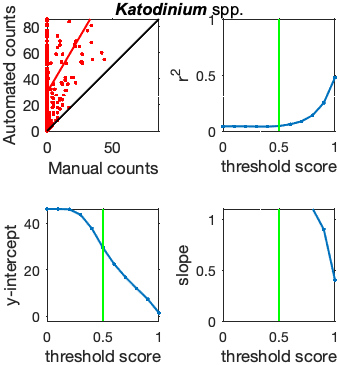 Katodinium spp.
Automated counts
80
60
40
20
0
0
50
Manual counts
r2
1
0.5
0
0
0.5
1
threshold score
y-intercept
40
20
0
0
0.5
1
threshold score
slope
1
0.5
0
0
0.5
1
threshold score